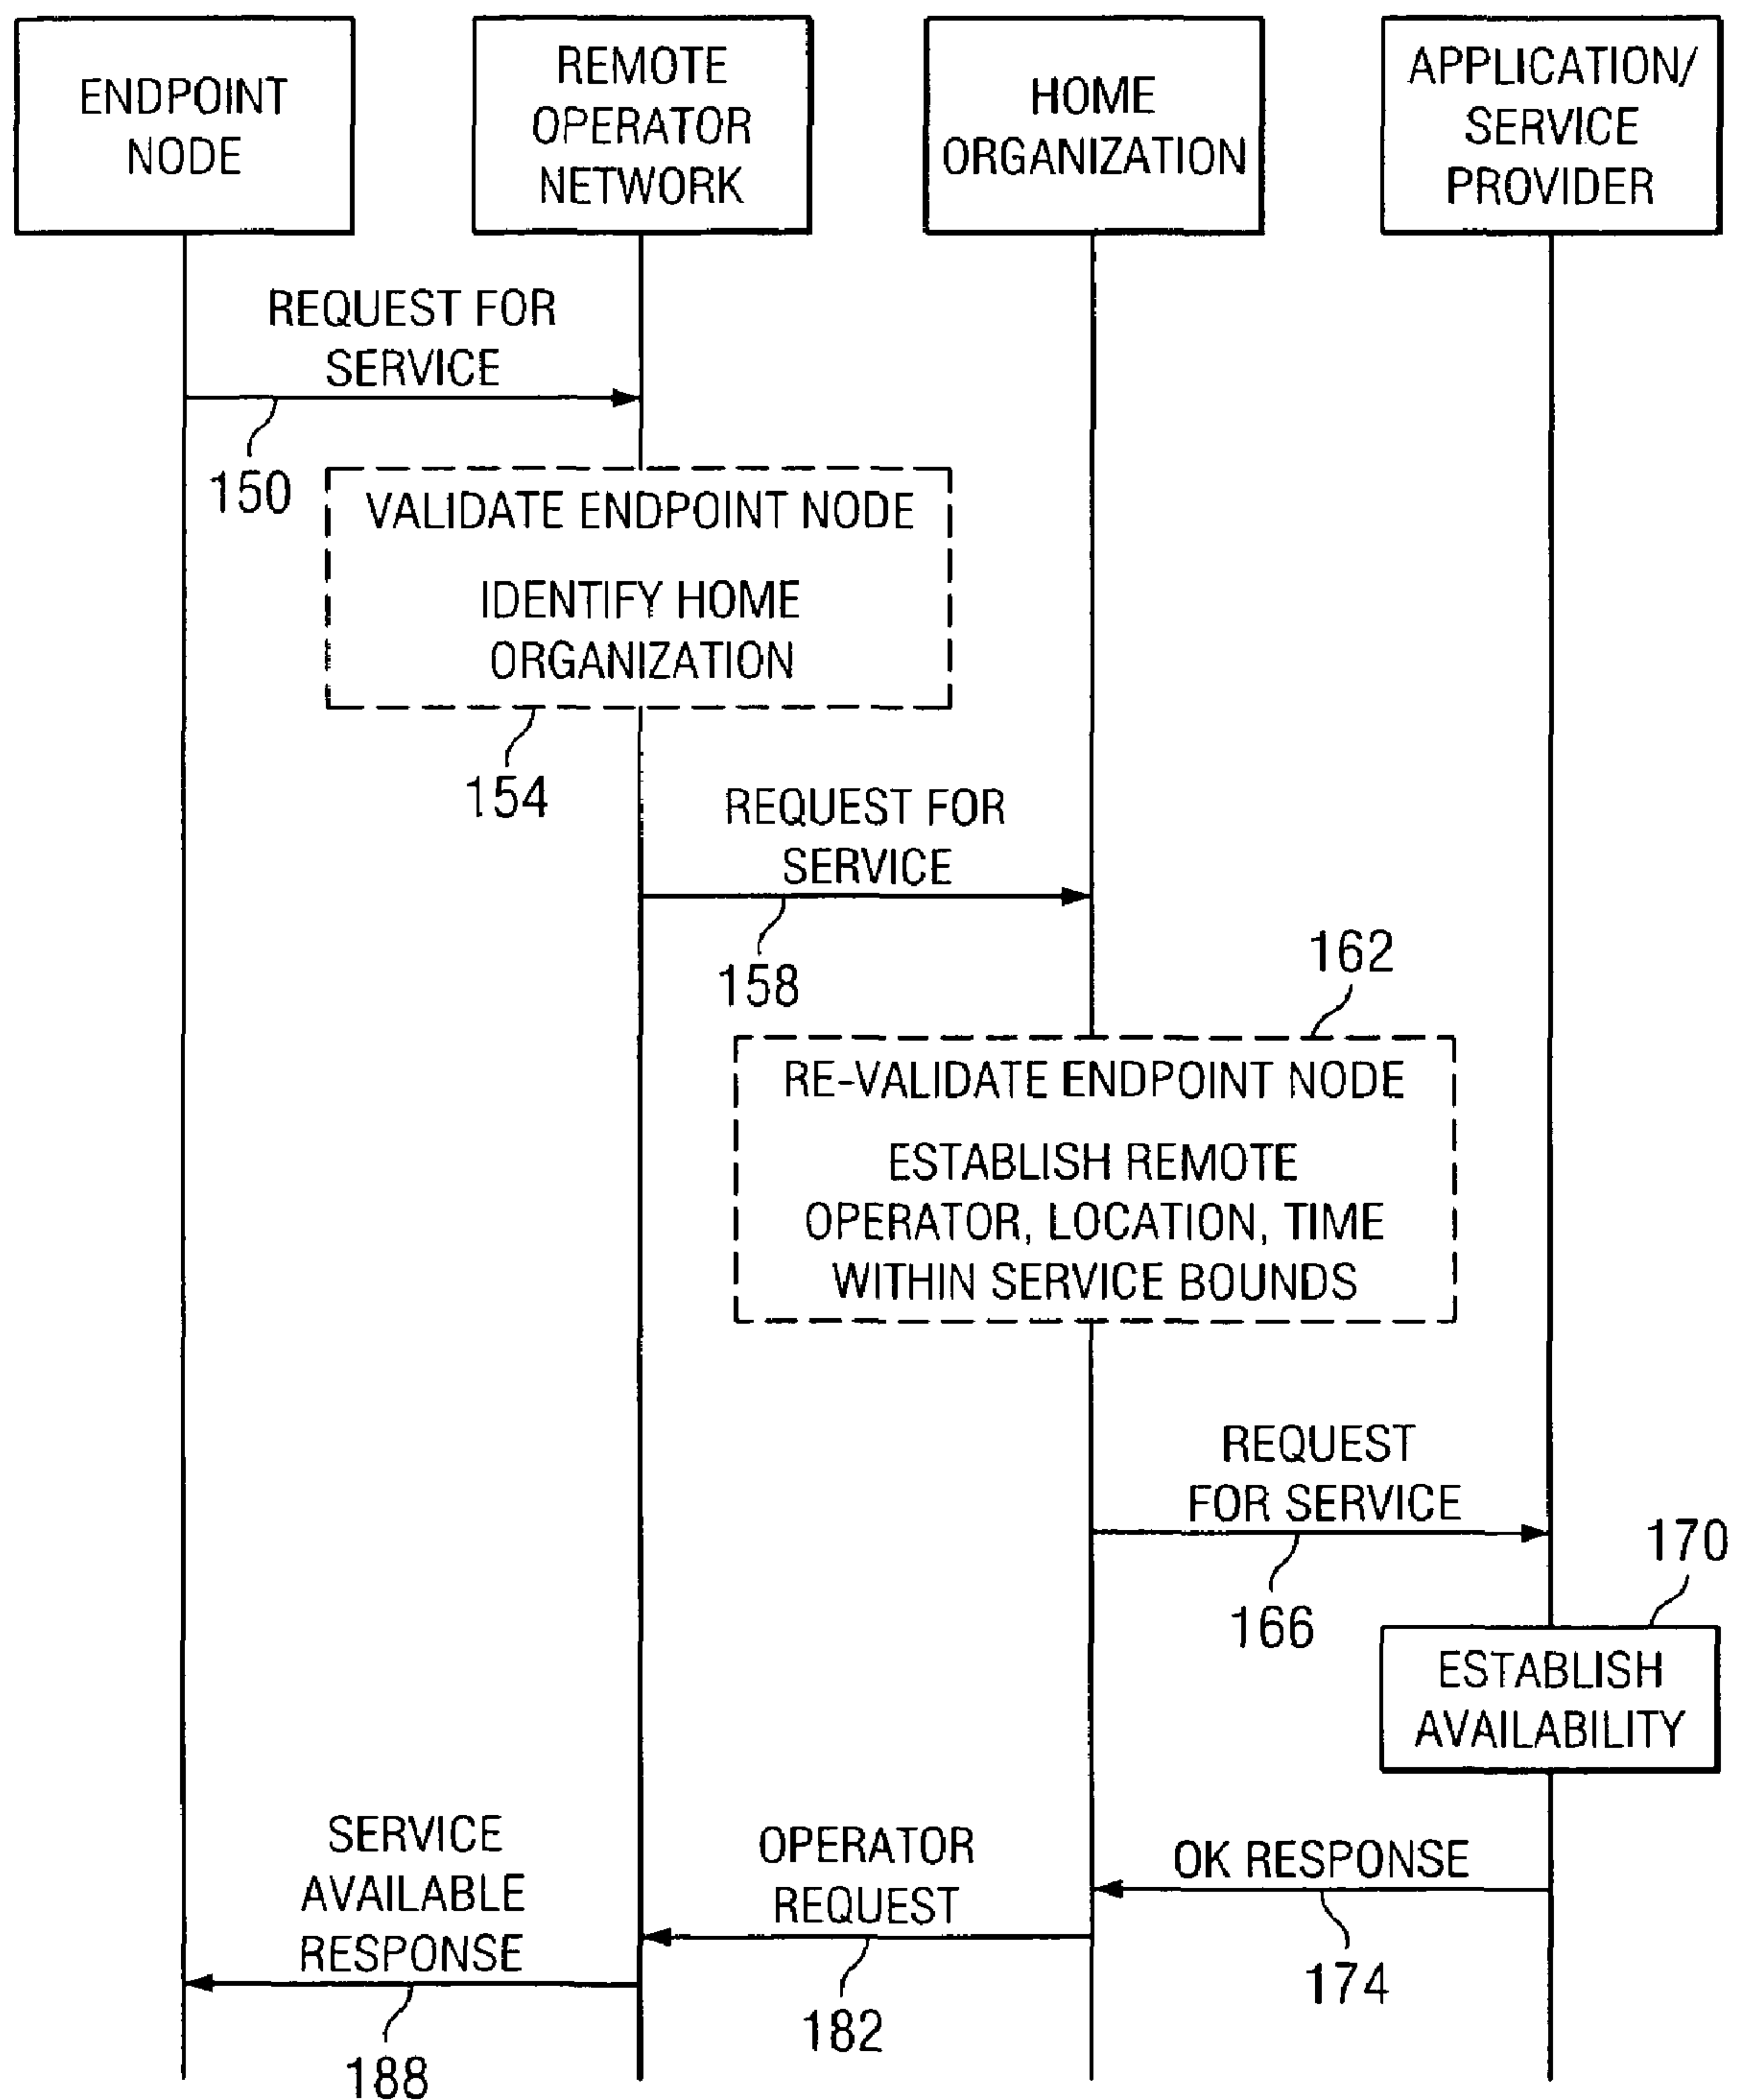 ENDPOINT
NODE
REMOTE
OPERATOR
NETWORK
HOME
ORGANIZATION
APPLICATION/
SERVICE
PROVIDER
REQUEST FOR
SERVICE
150
VALIDATE ENDPOINT NODE
IDENTIFY HOME
ORGANIZATION
154
REQUEST FOR
SERVICE
158
162
RE-VALIDATE ENDPOINT NODE
ESTABLISH REMOTE
OPERATOR, LOCATION, TIME
WITHIN SERVICE BOUNDS
REQUEST
FOR SERVICE
166
170
ESTABLISH
AVAILABILITY
OK RESPONSE
174
OPERATOR
REQUEST
182
SERVICE
AVAILABLE
RESPONSE
188